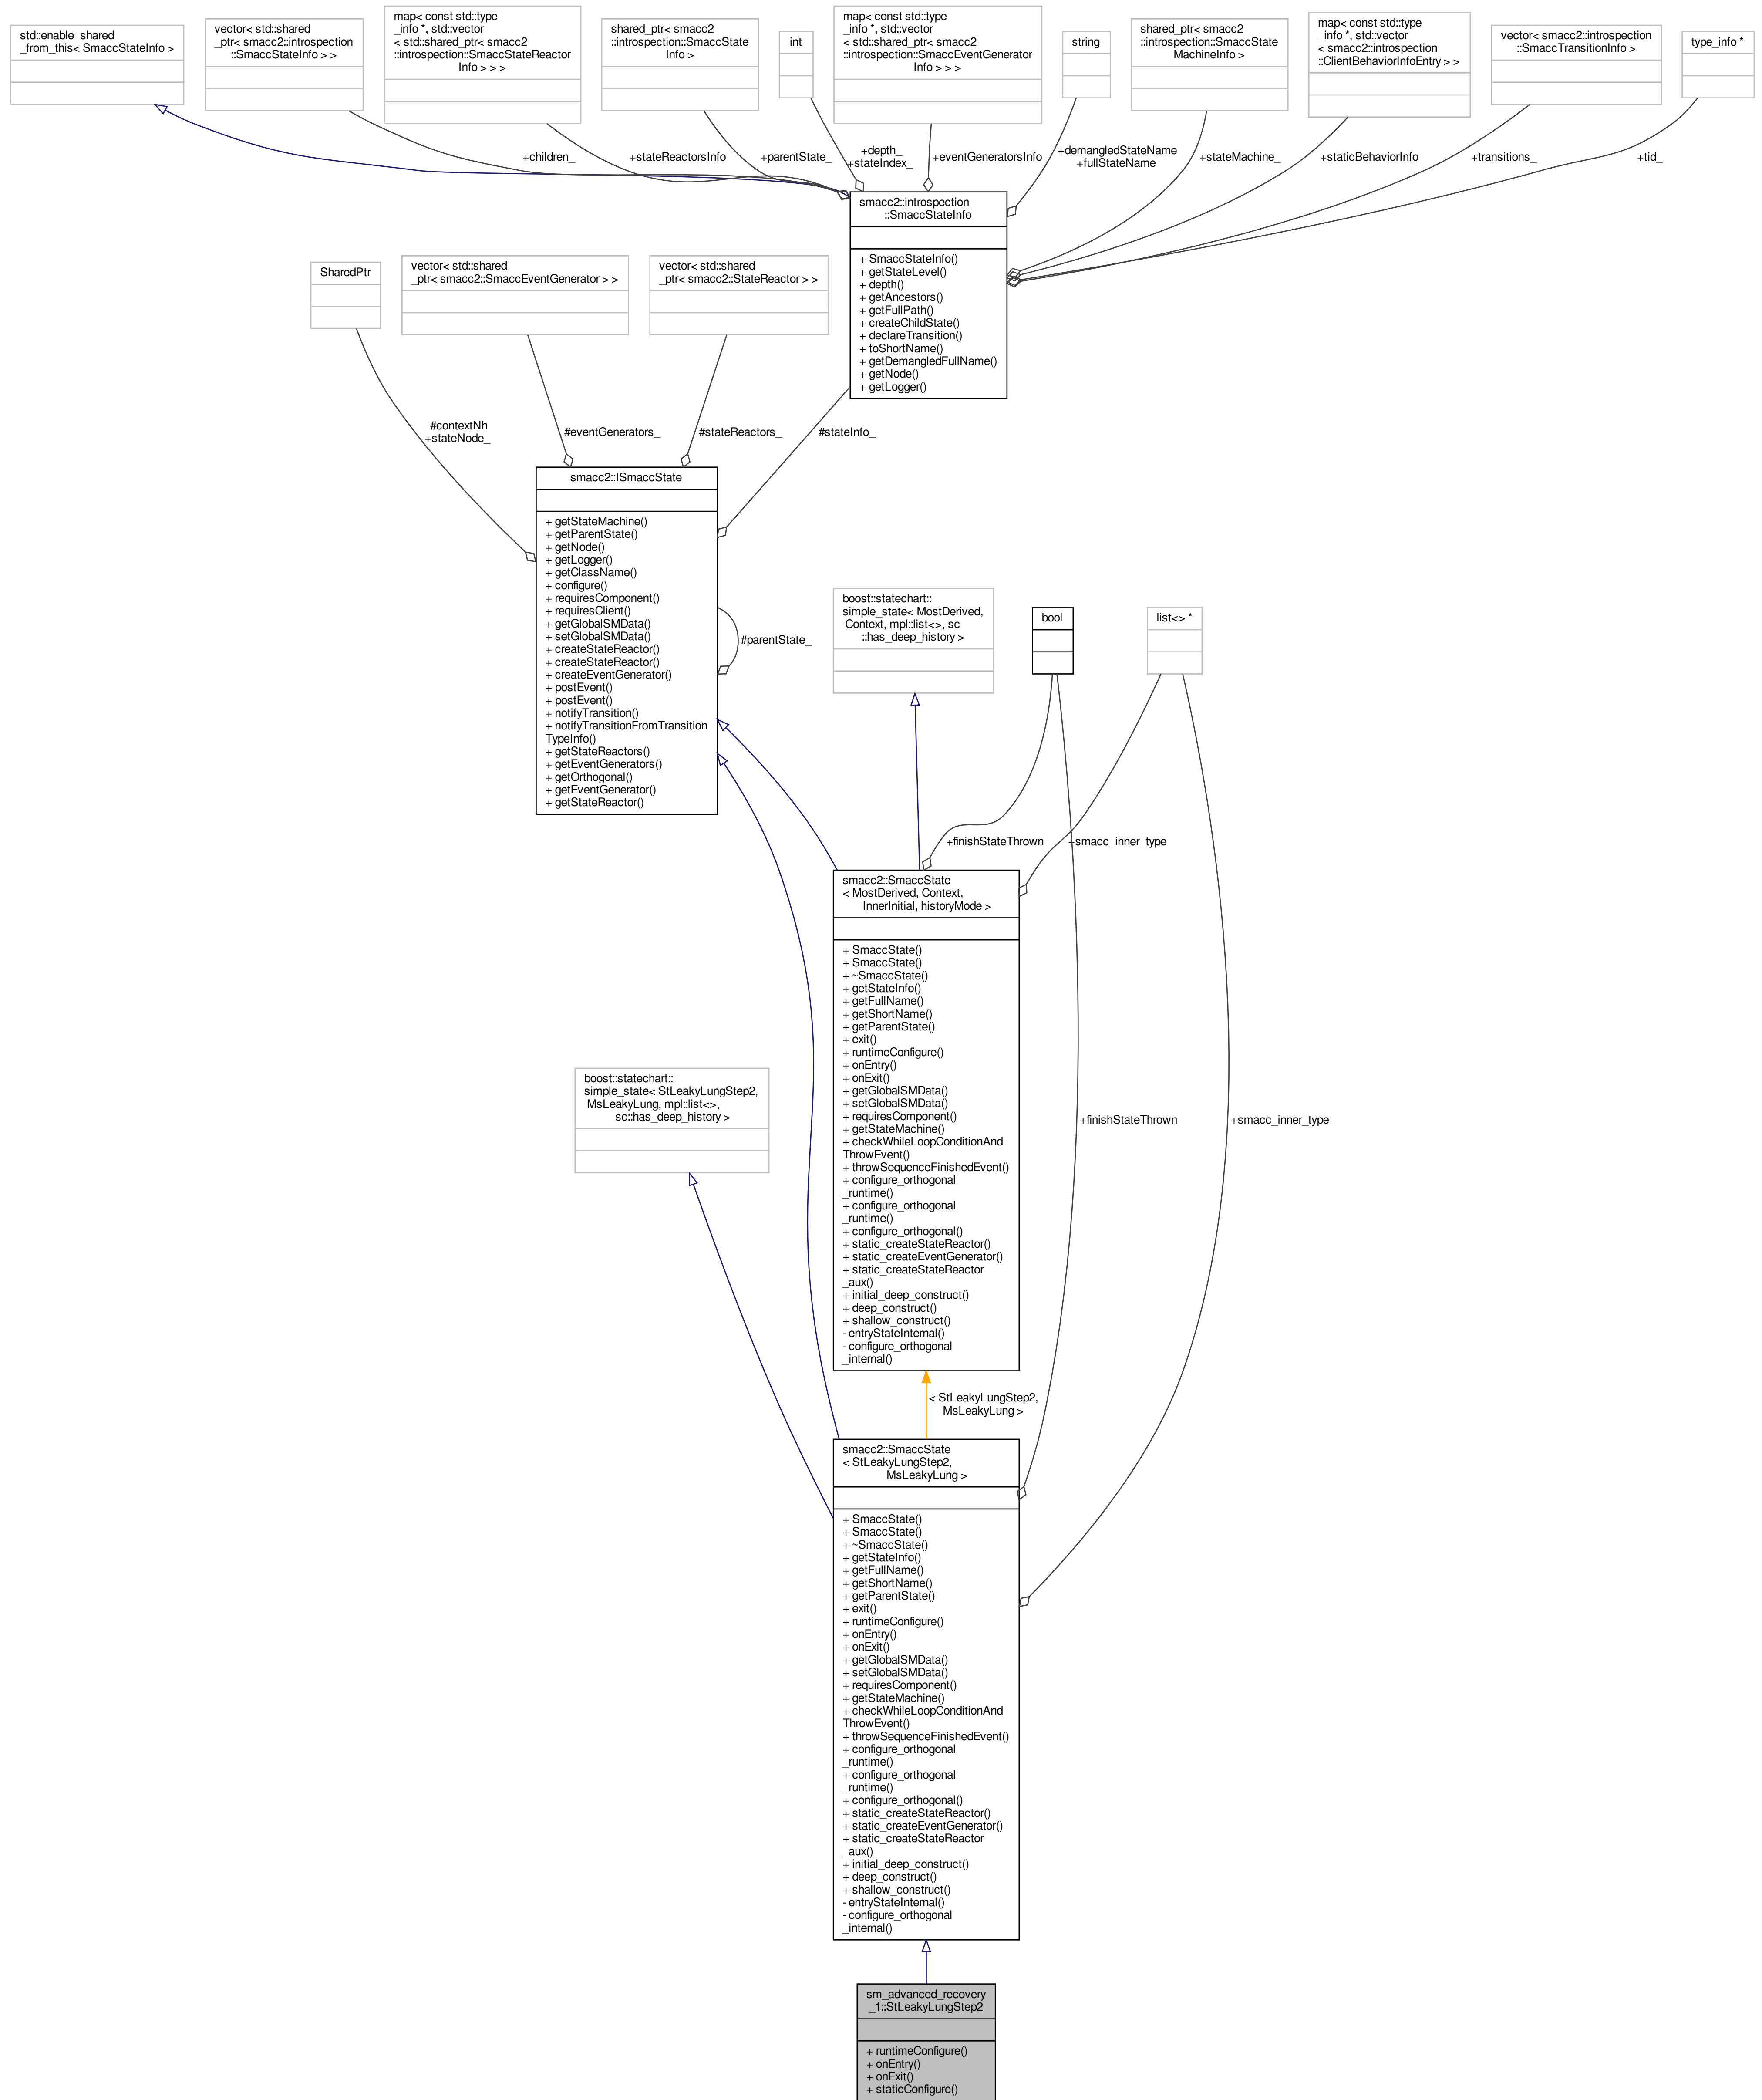 std::enable_shared
_from_this< SmaccStateInfo >
vector< std::shared
_ptr< smacc2::introspection
::SmaccStateInfo > >
map< const std::type
_info *, std::vector
< std::shared_ptr< smacc2
::introspection::SmaccStateReactor
Info > > >
shared_ptr< smacc2
::introspection::SmaccState
Info >
int
map< const std::type
_info *, std::vector
< std::shared_ptr< smacc2
::introspection::SmaccEventGenerator
Info > > >
string
shared_ptr< smacc2
::introspection::SmaccState
MachineInfo >
map< const std::type
_info *, std::vector
< smacc2::introspection
::ClientBehaviorInfoEntry > >
vector< smacc2::introspection
::SmaccTransitionInfo >
type_info *
+children_
+stateReactorsInfo
+parentState_
+depth_
+stateIndex_
+eventGeneratorsInfo
+demangledStateName
+fullStateName
+stateMachine_
+staticBehaviorInfo
+transitions_
+tid_
smacc2::introspection
::SmaccStateInfo
+ SmaccStateInfo()
+ getStateLevel()
+ depth()
+ getAncestors()
+ getFullPath()
+ createChildState()
+ declareTransition()
+ toShortName()
+ getDemangledFullName()
+ getNode()
+ getLogger()
SharedPtr
vector< std::shared
_ptr< smacc2::SmaccEventGenerator > >
vector< std::shared
_ptr< smacc2::StateReactor > >
#contextNh
+stateNode_
#eventGenerators_
#stateReactors_
#stateInfo_
smacc2::ISmaccState
+ getStateMachine()
+ getParentState()
+ getNode()
+ getLogger()
+ getClassName()
+ configure()
+ requiresComponent()
+ requiresClient()
+ getGlobalSMData()
+ setGlobalSMData()
+ createStateReactor()
+ createStateReactor()
+ createEventGenerator()
+ postEvent()
+ postEvent()
+ notifyTransition()
+ notifyTransitionFromTransition
TypeInfo()
+ getStateReactors()
+ getEventGenerators()
+ getOrthogonal()
+ getEventGenerator()
+ getStateReactor()
#parentState_
boost::statechart::
simple_state< MostDerived,
Context, mpl::list<>, sc
::has_deep_history >
bool
list<> *
+finishStateThrown
+smacc_inner_type
smacc2::SmaccState
< MostDerived, Context,
InnerInitial, historyMode >
+ SmaccState()
+ SmaccState()
+ ~SmaccState()
+ getStateInfo()
+ getFullName()
+ getShortName()
+ getParentState()
+ exit()
+ runtimeConfigure()
+ onEntry()
+ onExit()
+ getGlobalSMData()
+ setGlobalSMData()
+ requiresComponent()
+ getStateMachine()
+ checkWhileLoopConditionAnd
ThrowEvent()
+ throwSequenceFinishedEvent()
+ configure_orthogonal
_runtime()
+ configure_orthogonal
_runtime()
+ configure_orthogonal()
+ static_createStateReactor()
+ static_createEventGenerator()
+ static_createStateReactor
_aux()
+ initial_deep_construct()
+ deep_construct()
+ shallow_construct()
- entryStateInternal()
- configure_orthogonal
_internal()
boost::statechart::
simple_state< StLeakyLungStep2,
MsLeakyLung, mpl::list<>,
sc::has_deep_history >
+finishStateThrown
+smacc_inner_type
< StLeakyLungStep2,
MsLeakyLung >
smacc2::SmaccState
< StLeakyLungStep2,
MsLeakyLung >
+ SmaccState()
+ SmaccState()
+ ~SmaccState()
+ getStateInfo()
+ getFullName()
+ getShortName()
+ getParentState()
+ exit()
+ runtimeConfigure()
+ onEntry()
+ onExit()
+ getGlobalSMData()
+ setGlobalSMData()
+ requiresComponent()
+ getStateMachine()
+ checkWhileLoopConditionAnd
ThrowEvent()
+ throwSequenceFinishedEvent()
+ configure_orthogonal
_runtime()
+ configure_orthogonal
_runtime()
+ configure_orthogonal()
+ static_createStateReactor()
+ static_createEventGenerator()
+ static_createStateReactor
_aux()
+ initial_deep_construct()
+ deep_construct()
+ shallow_construct()
- entryStateInternal()
- configure_orthogonal
_internal()
sm_advanced_recovery
_1::StLeakyLungStep2
+ runtimeConfigure()
+ onEntry()
+ onExit()
+ staticConfigure()